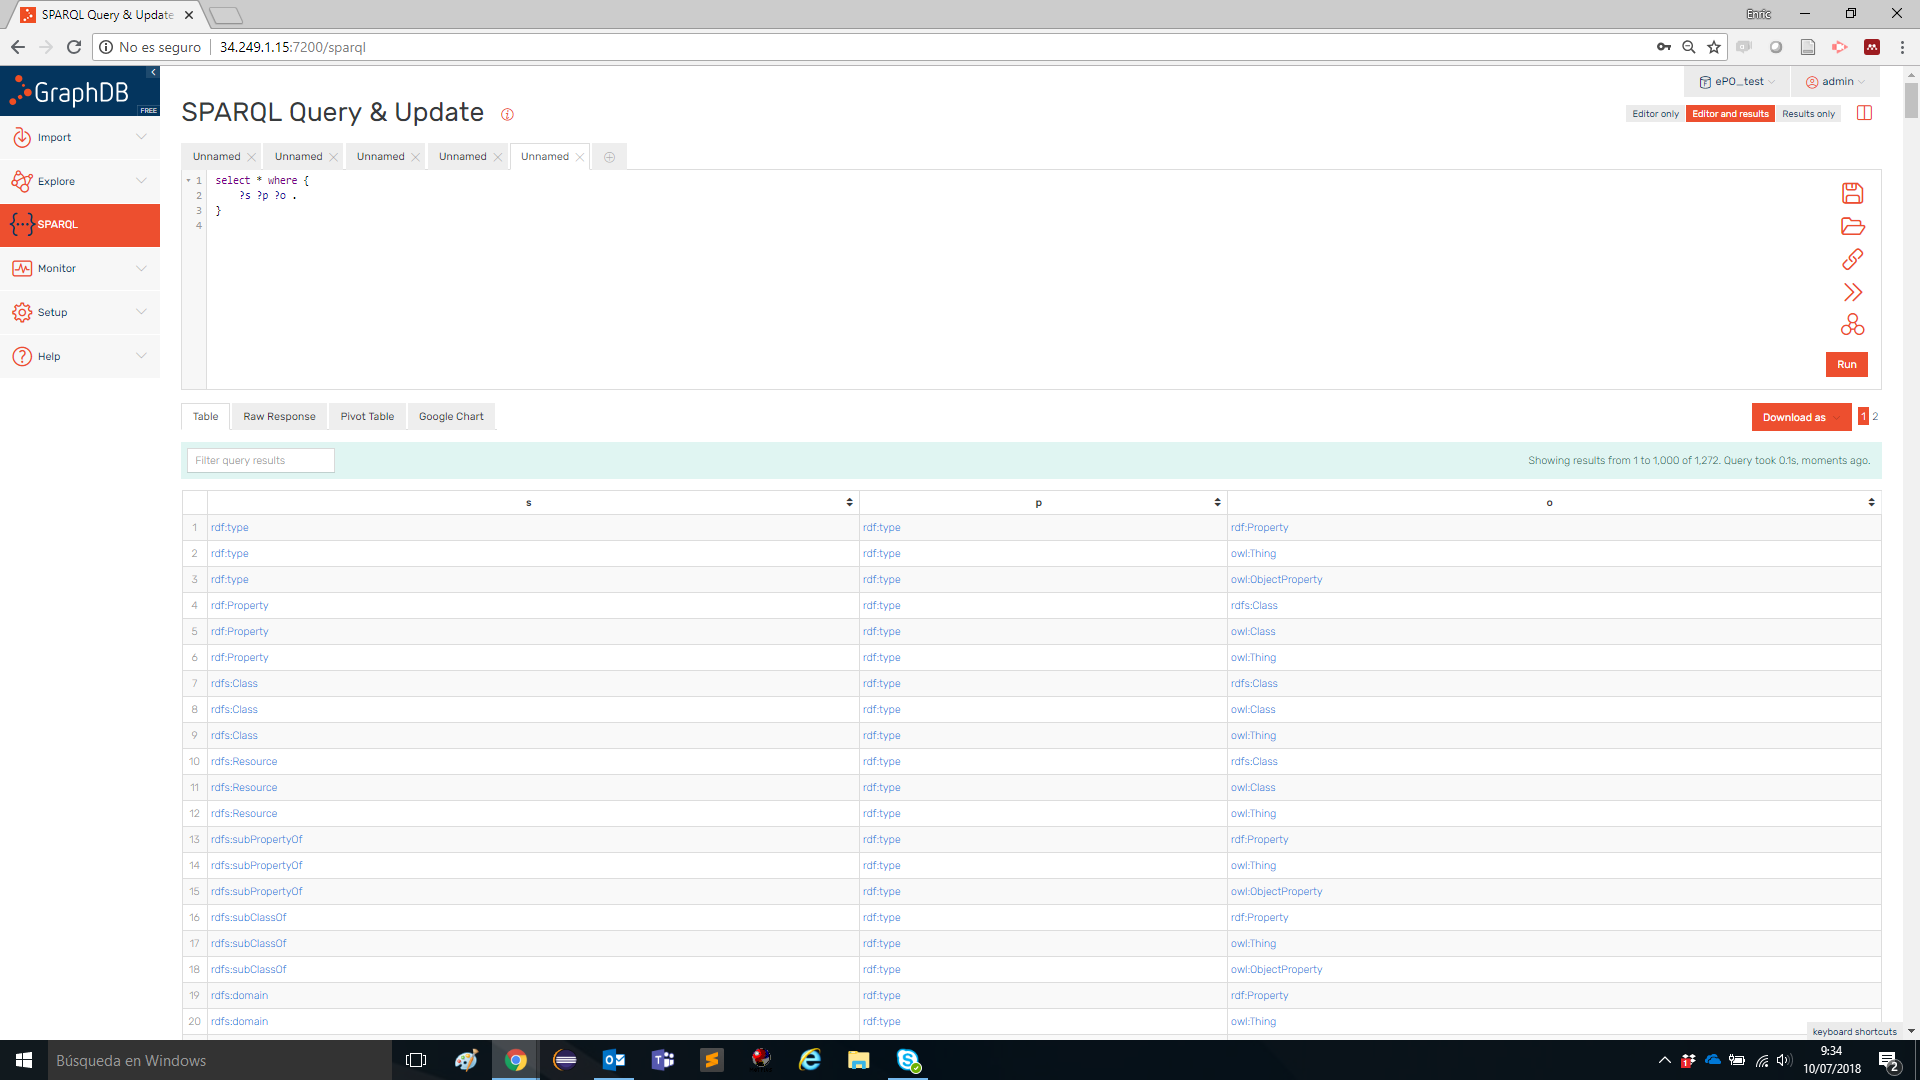 SPARQL Query & Update
Enric
No es seguro | 34.249.1.15:7200/sparql
GraphDB
FREE
ePO_test
admin
SPARQL Query & Update
Editor only
Editor and results
Results only
Import
Explore
SPARQL
Monitor
Setup
Help
Unnamed
Unnamed
Unnamed
Unnamed
Unnamed
1 select * where {
2 ?s ?p ?o .
3 }
4
Run
Table
Raw Response
Pivot Table
Google Chart
Download as
1 2
Filter query results
Showing results from 1 to 1,000 of 1,272. Query took 0.1s, moments ago.
s p o
1 rdf:type rdf:type rdf:Property
2 rdf:type rdf:type owl:Thing
3 rdf:type rdf:type owl:ObjectProperty
4 rdf:Property rdf:type rdfs:Class
5 rdf:Property rdf:type owl:Class
6 rdf:Property rdf:type owl:Thing
7 rdfs:Class rdf:type rdfs:Class
8 rdfs:Class rdf:type owl:Class
9 rdfs:Class rdf:type owl:Thing
10 rdfs:Resource rdf:type rdfs:Class
11 rdfs:Resource rdf:type owl:Class
12 rdfs:Resource rdf:type owl:Thing
13 rdfs:subPropertyOf rdf:type rdf:Property
14 rdfs:subPropertyOf rdf:type owl:Thing
15 rdfs:subPropertyOf rdf:type owl:ObjectProperty
16 rdfs:subClassOf rdf:type rdf:Property
17 rdfs:subClassOf rdf:type owl:Thing
18 rdfs:subClassOf rdf:type owl:ObjectProperty
19 rdfs:domain rdf:type rdf:Property
20 rdfs:domain rdf:type owl:Thing
keyboard shortcuts
Búsqueda en Windows
9:34
10/07/2018
2